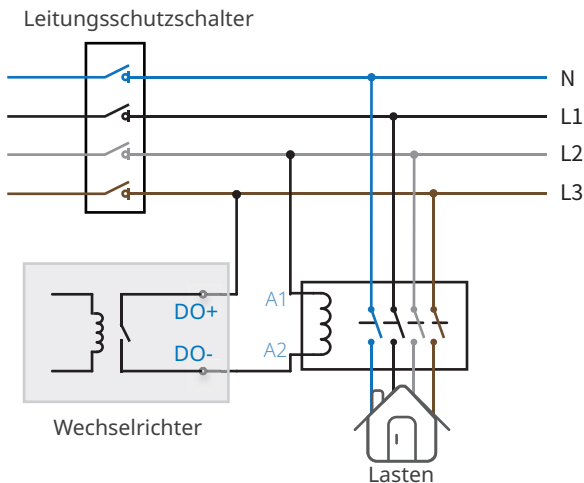 Leitungsschutzschalter
N
L1
L2
L3
DO+
A1
DO-
A2
Wechselrichter
Lasten